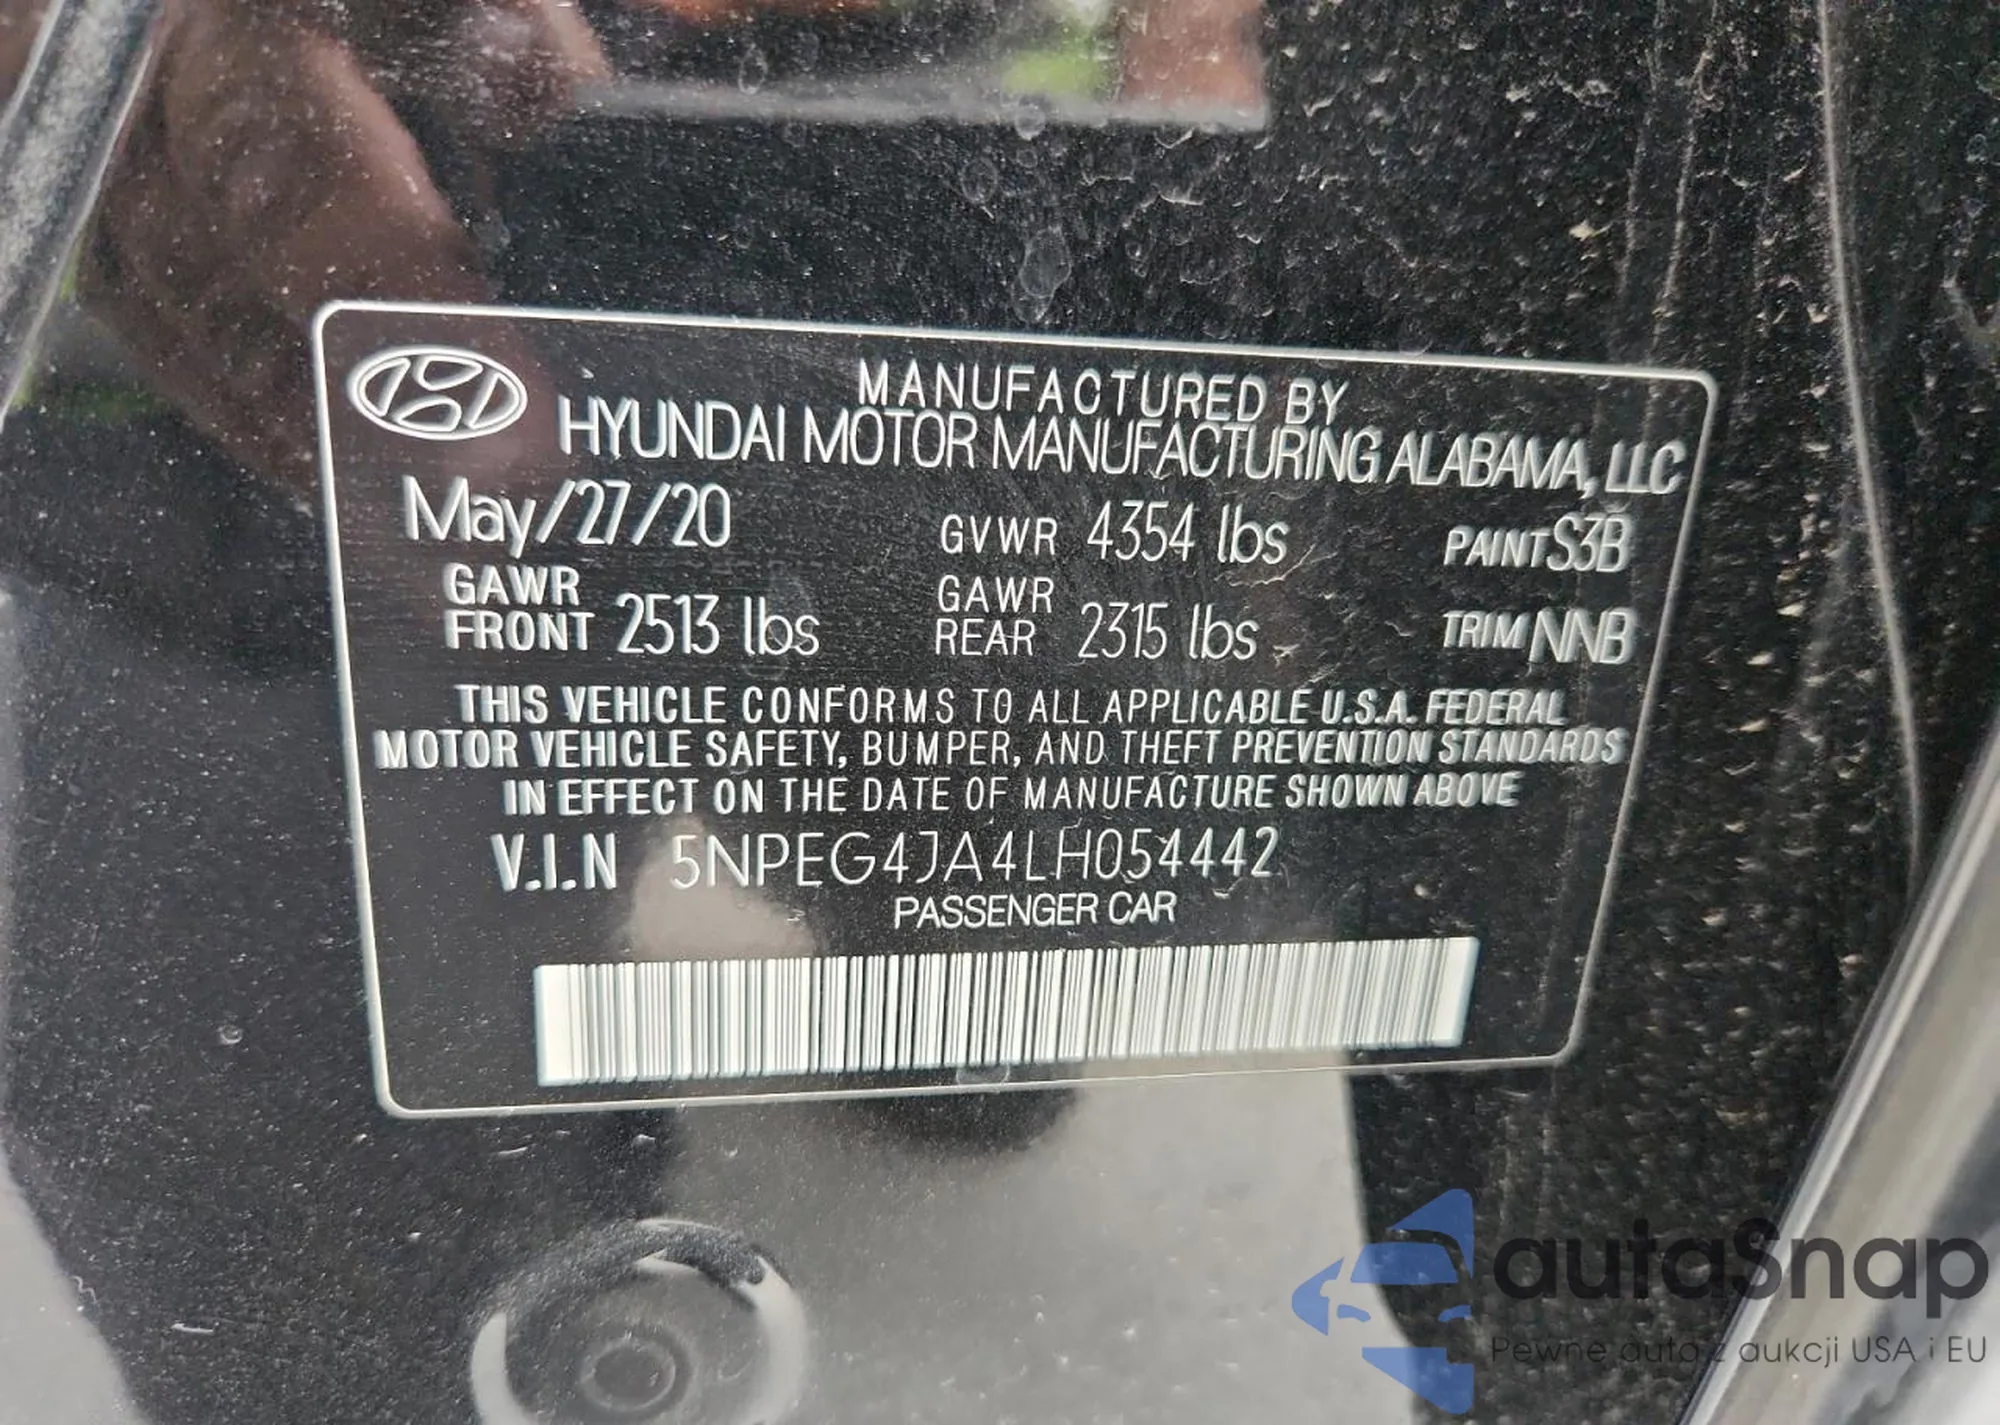 MANUFACTURED BY
HYUNDAI MOTOR MANUFACTURING ALABAMA, LLC
May/27/20 GVWR 4354 lbs PAINT S3B
GAWR FRONT 2513 lbs GAWR REAR 2315 lbs TRIM NNB
THIS VEHICLE CONFORMS TO ALL APPLICABLE U.S.A. FEDERAL
MOTOR VEHICLE SAFETY, BUMPER, AND THEFT PREVENTION STANDARDS
IN EFFECT ON THE DATE OF MANUFACTURE SHOWN ABOVE
V.I.N 5NPEG4JA4LH054442
PASSENGER CAR
autaSnap
Pewne auta z aukcji USA i EU